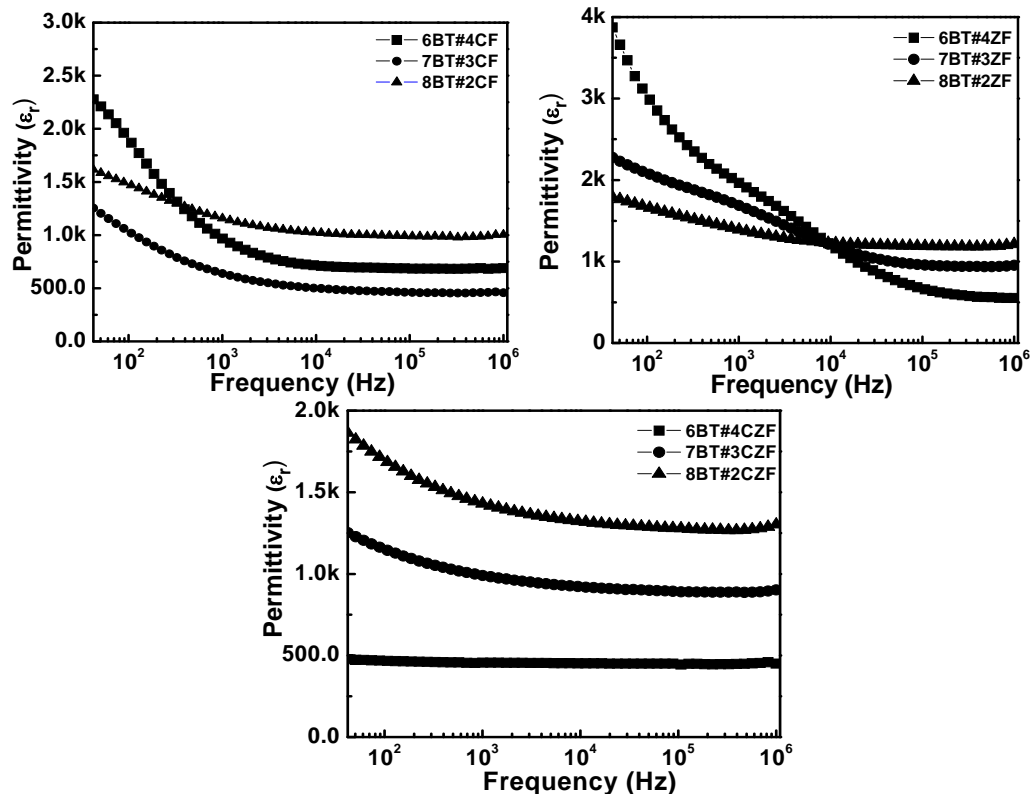 3.0k
2.5k
2.0k
1.5k
1.0k
500.0
0.0
Permittivity (εr)
6BT#4CF
7BT#3CF
8BT#2CF
10² 10³ 10⁴ 10⁵ 10⁶
Frequency (Hz)
4k
3k
2k
1k
0
Permittivity (εr)
6BT#4ZF
7BT#3ZF
8BT#2ZF
10² 10³ 10⁴ 10⁵ 10⁶
Frequency (Hz)
2.0k
1.5k
1.0k
500.0
0.0
Permittivity (εr)
6BT#4CZF
7BT#3CZF
8BT#2CZF
10² 10³ 10⁴ 10⁵ 10⁶
Frequency (Hz)